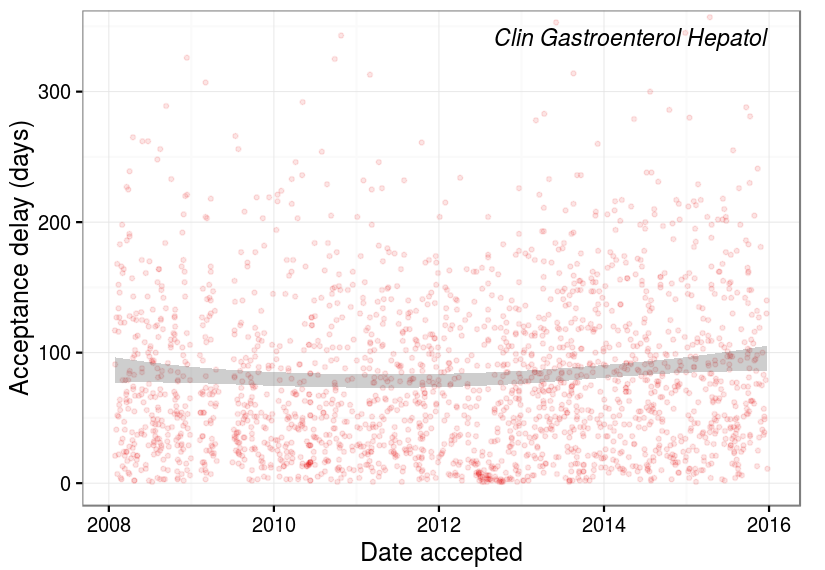 Clin Gastroenterol Hepatol
Acceptance delay (days)
300
200
100
0
2008 2010 2012 2014 2016
Date accepted